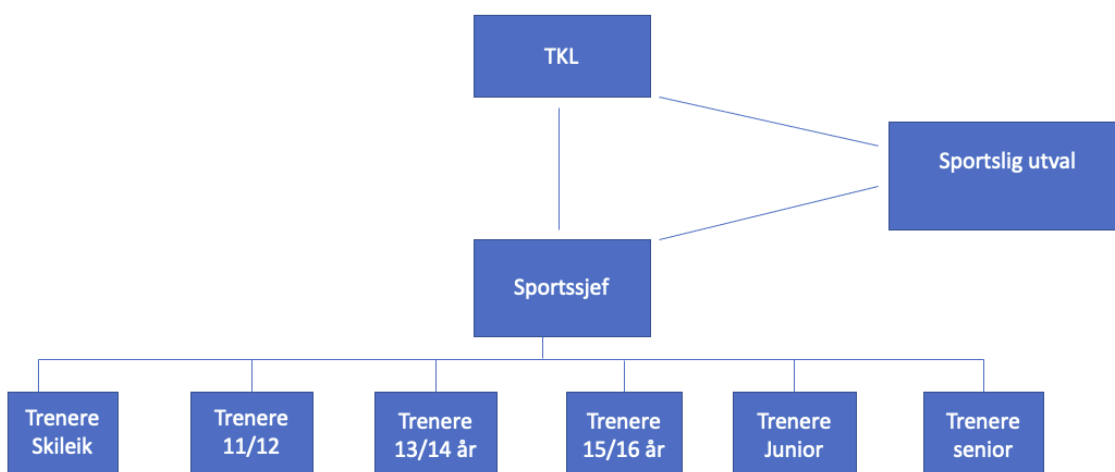 TKL
Sportslig utval
Sportssjef
Trenere
Skileik
Trenere
11/12
Trenere
13/14 år
Trenere
15/16 år
Trenere
Junior
Trenere
senior